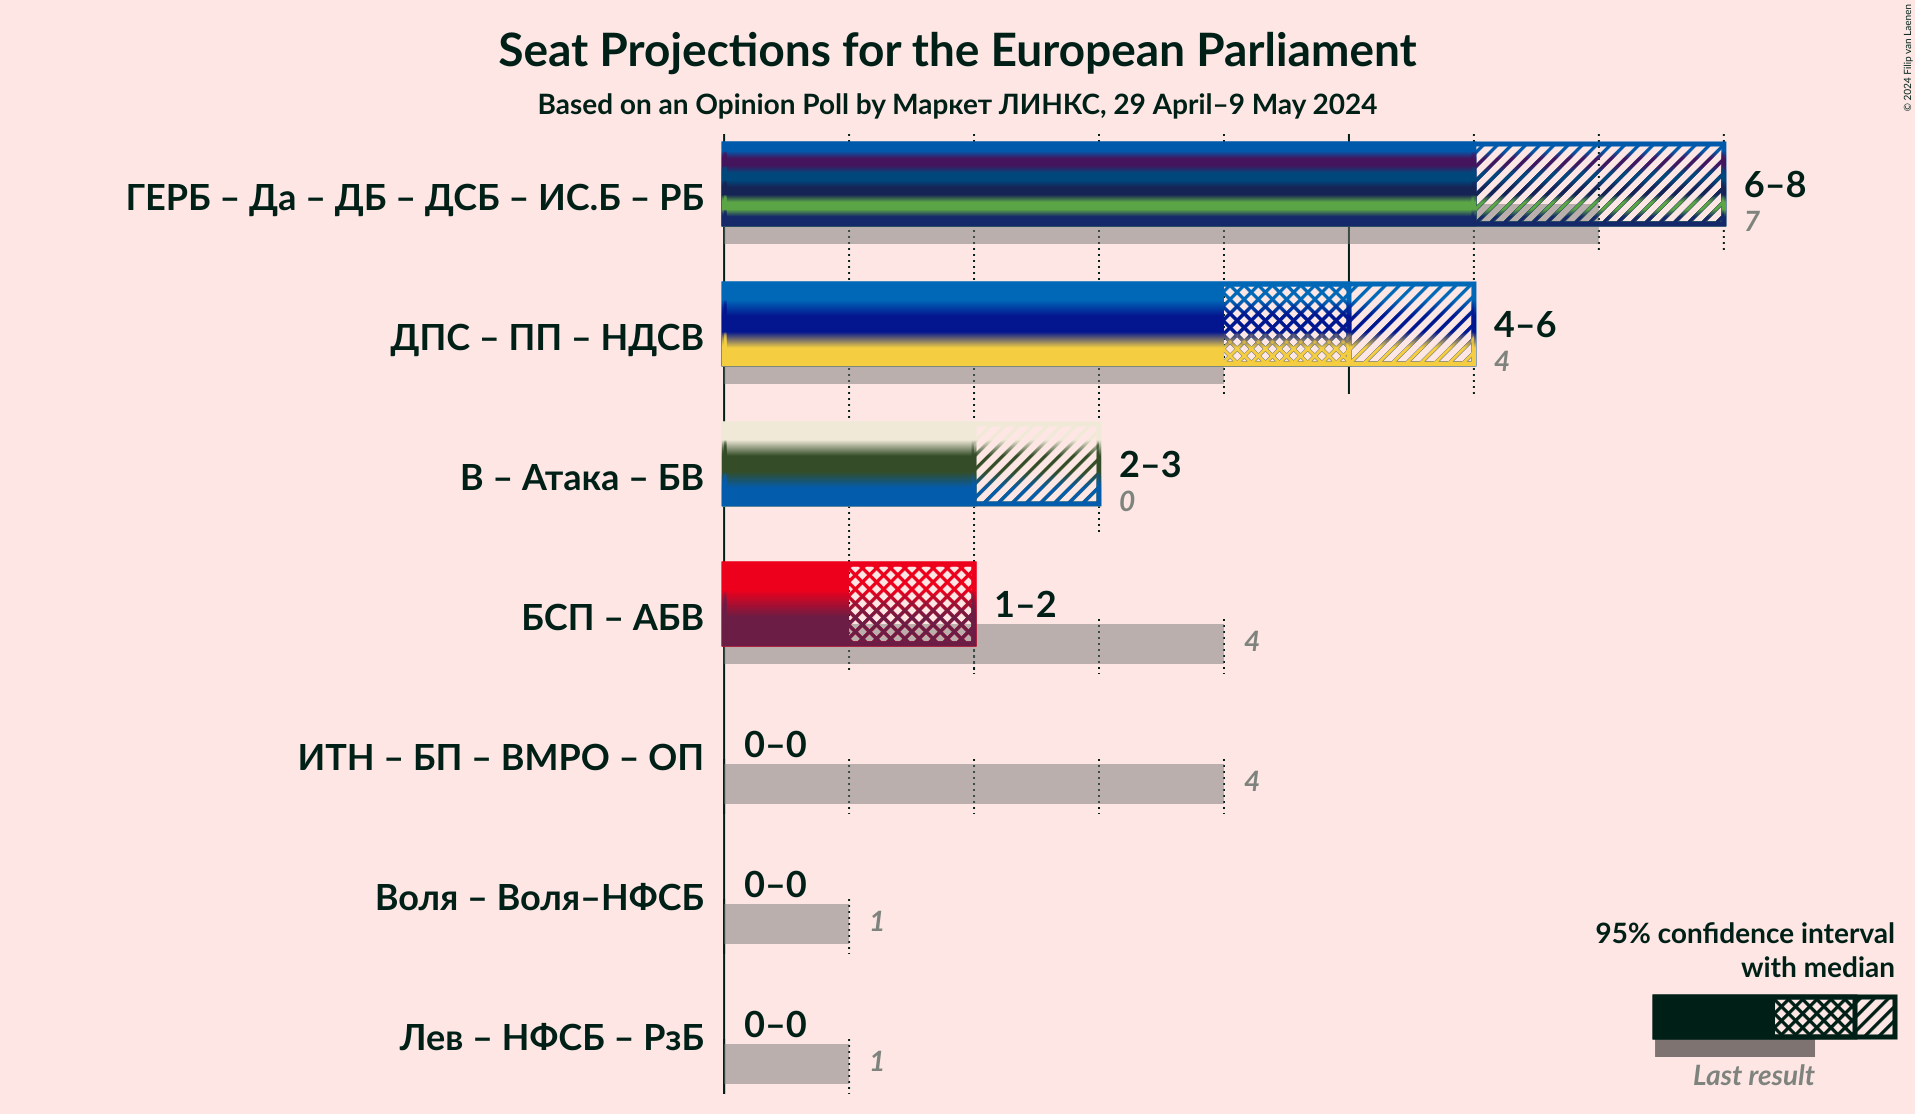 Seat Projections for the European Parliament
Based on an Opinion Poll by Маркет ЛИНКС, 29 April–9 May 2024
© 2024 Filip van Laenen
ГЕРБ – Да – ДБ – ДСБ – ИС.Б – РБ
6–8
7
ДПС – ПП – НДСВ
4–6
4
В – Атака – БВ
2–3
0
БСП – АБВ
1–2
4
ИТН – БП – ВМРО – ОП
0–0
4
Воля – Воля–НФСБ
0–0
1
Лев – НФСБ – РзБ
0–0
1
95% confidence interval
with median
Last result